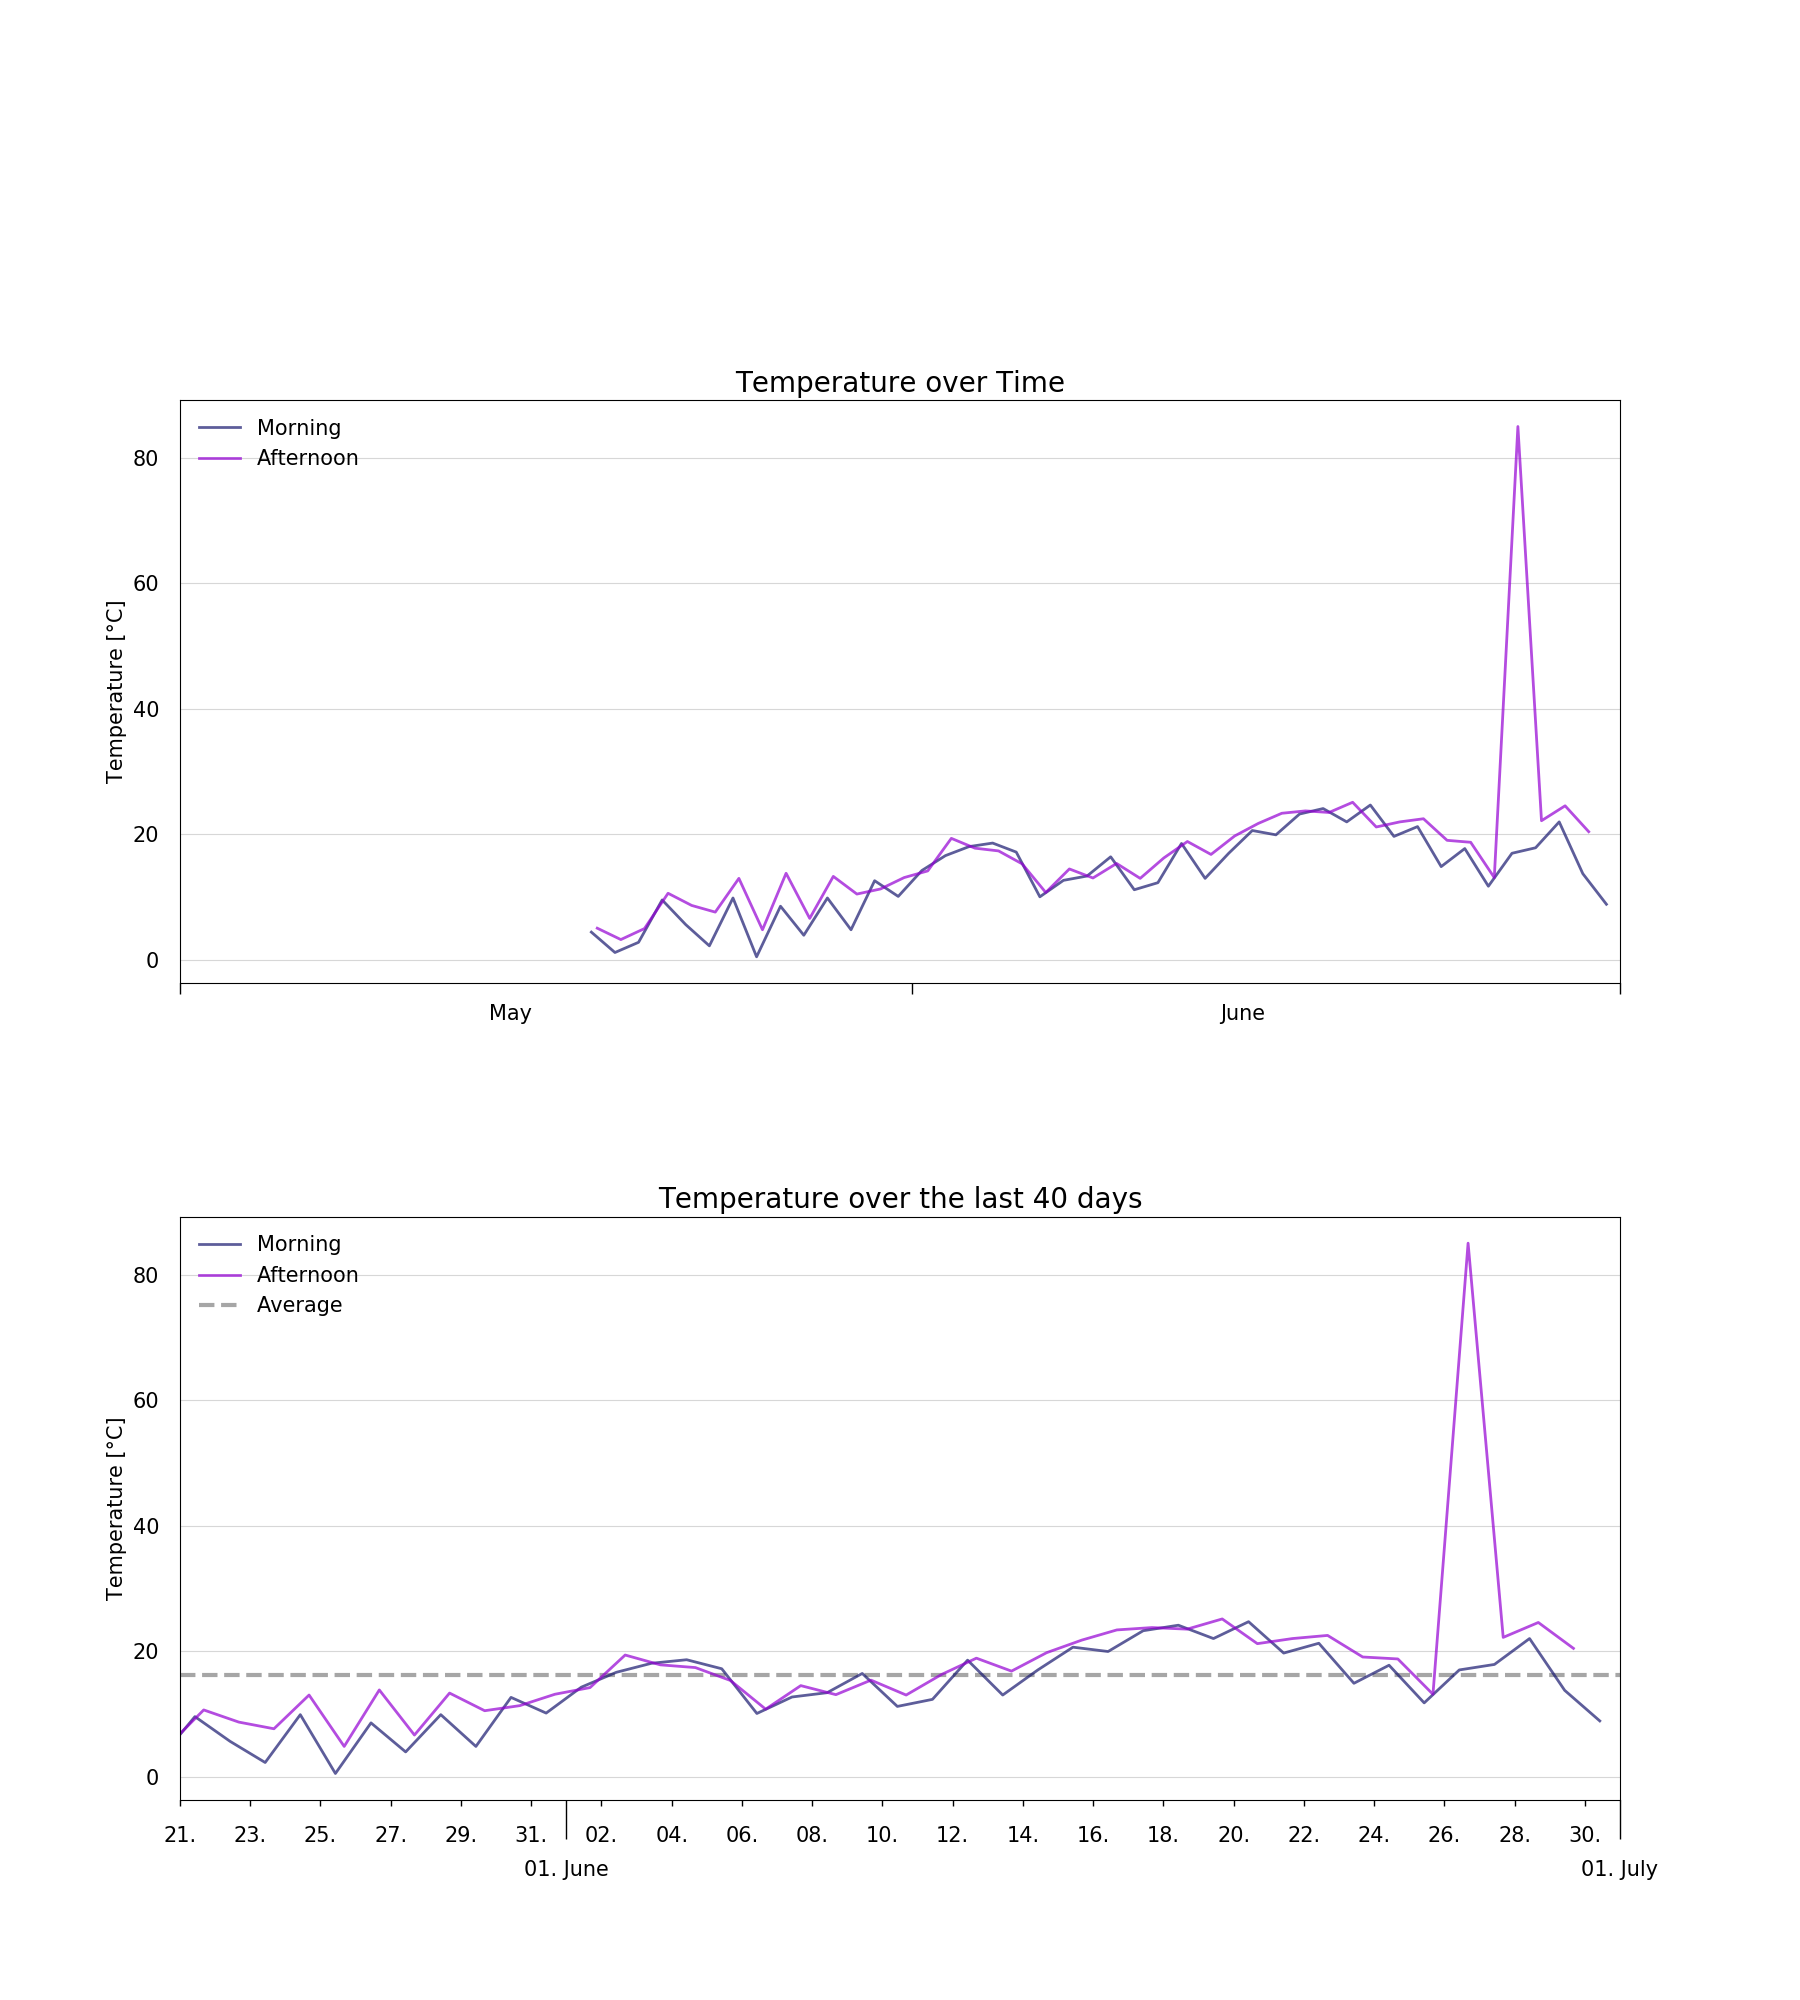 Temperature over Time
Morning
Afternoon
80
60
40
20
0
Temperature [°C]
May June
Temperature over the last 40 days
Morning
Afternoon
Average
80
60
40
20
0
Temperature [°C]
21. 23. 25. 27. 29. 31. 02. 04. 06. 08. 10. 12. 14. 16. 18. 20. 22. 24. 26. 28. 30.
01. June 01. July